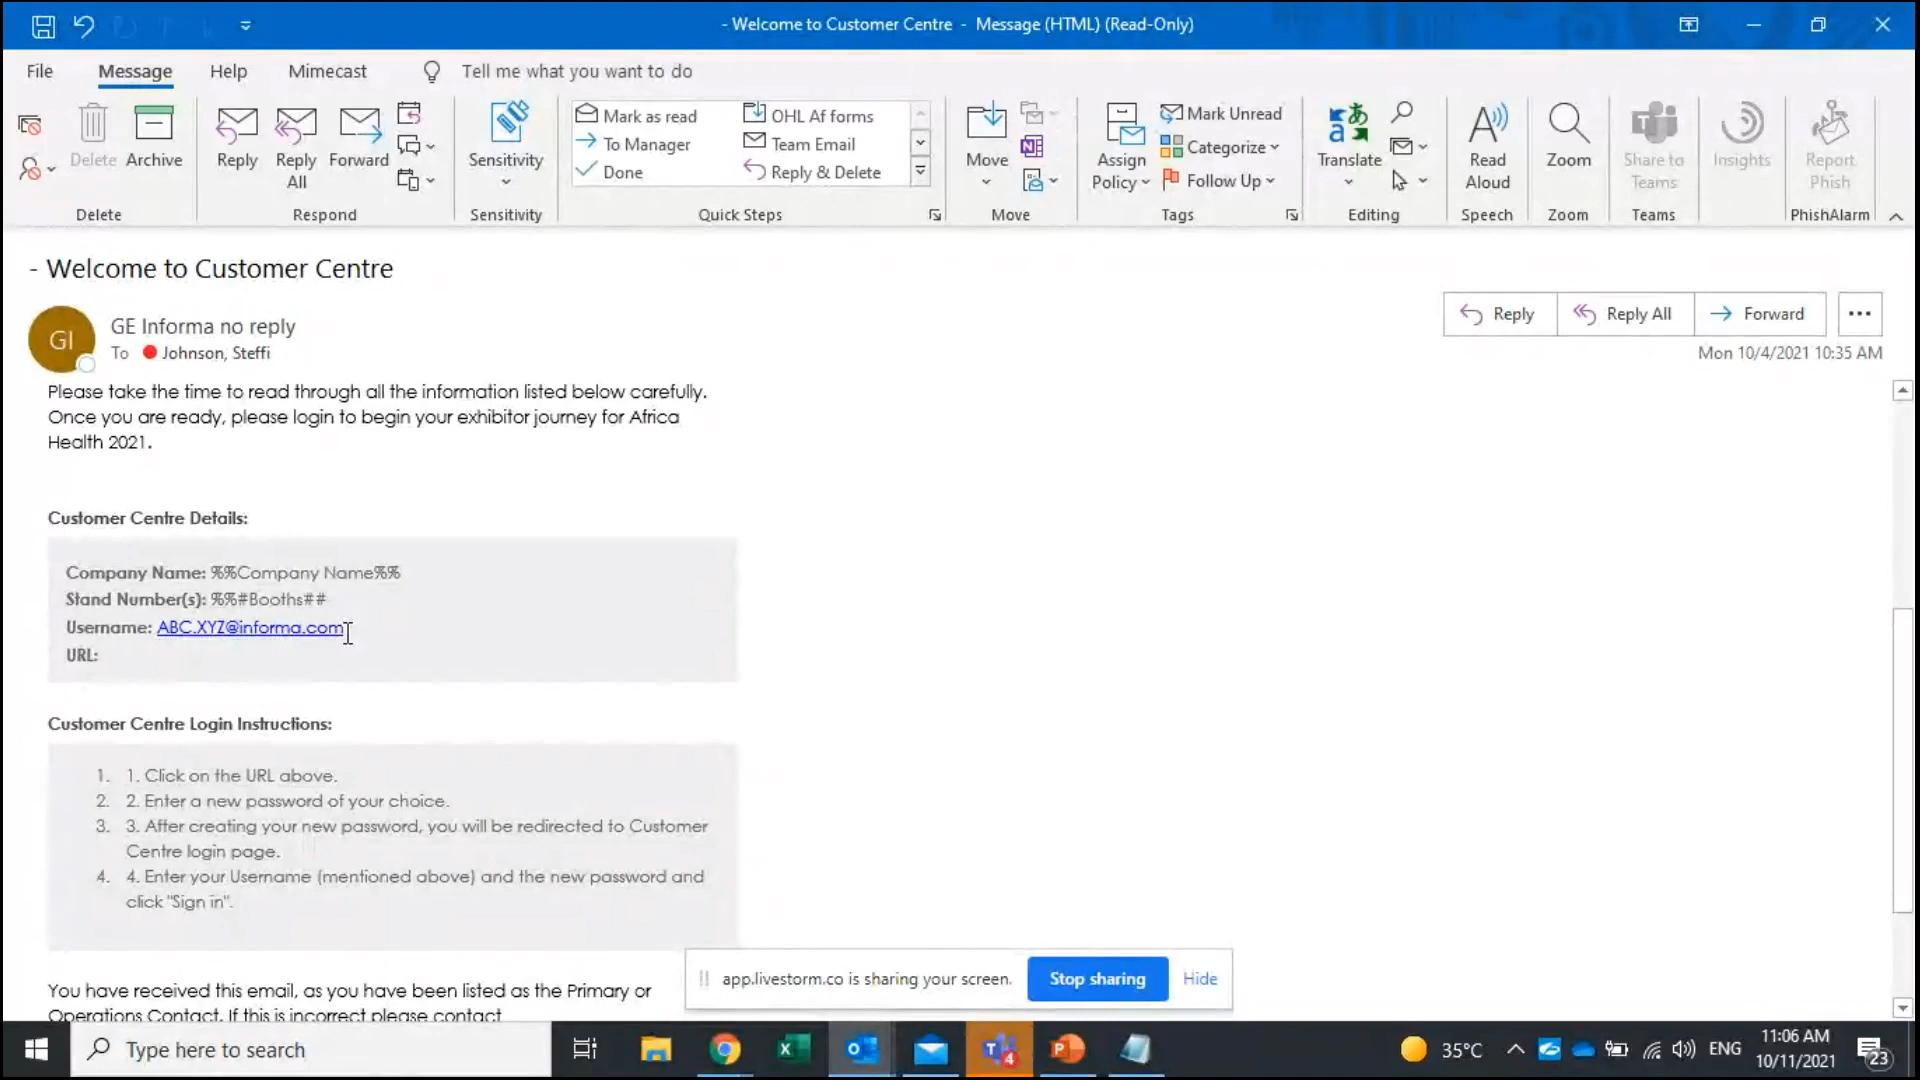 - Welcome to Customer Centre - Message (HTML) (Read-Only)
File Message Help Mimecast Tell me what you want to do
Delete Archive
Reply Reply All Forward
Sensitivity
Mark as read OHL Af forms
To Manager Team Email
Done Reply & Delete
Move
Assign Policy
Mark Unread
Categorize
Follow Up
Translate
Read Aloud
Zoom
Share to Teams
Insights
Report Phish
Delete Respond Sensitivity Quick Steps Move Tags Editing Speech Zoom Teams PhishAlarm
- Welcome to Customer Centre
GI
GE Informa no reply
To Johnson, Steffi
Reply Reply All Forward
Mon 10/4/2021 10:35 AM
Please take the time to read through all the information listed below carefully.
Once you are ready, please login to begin your exhibitor journey for Africa
Health 2021.
Customer Centre Details:
Company Name: %%Company Name%%
Stand Number(s): %%#Booths##
Username: ABC.XYZ@informa.com
URL:
Customer Centre Login Instructions:
1. 1. Click on the URL above.
2. 2. Enter a new password of your choice.
3. 3. After creating your new password, you will be redirected to Customer
Centre login page.
4. 4. Enter your Username (mentioned above) and the new password and
click "Sign in".
You have received this email, as you have been listed as the Primary or
Operations Contact. If this is incorrect please contact
app.livestorm.co is sharing your screen. Stop sharing Hide
Type here to search
4
35°C
ENG
11:06 AM
10/11/2021
23